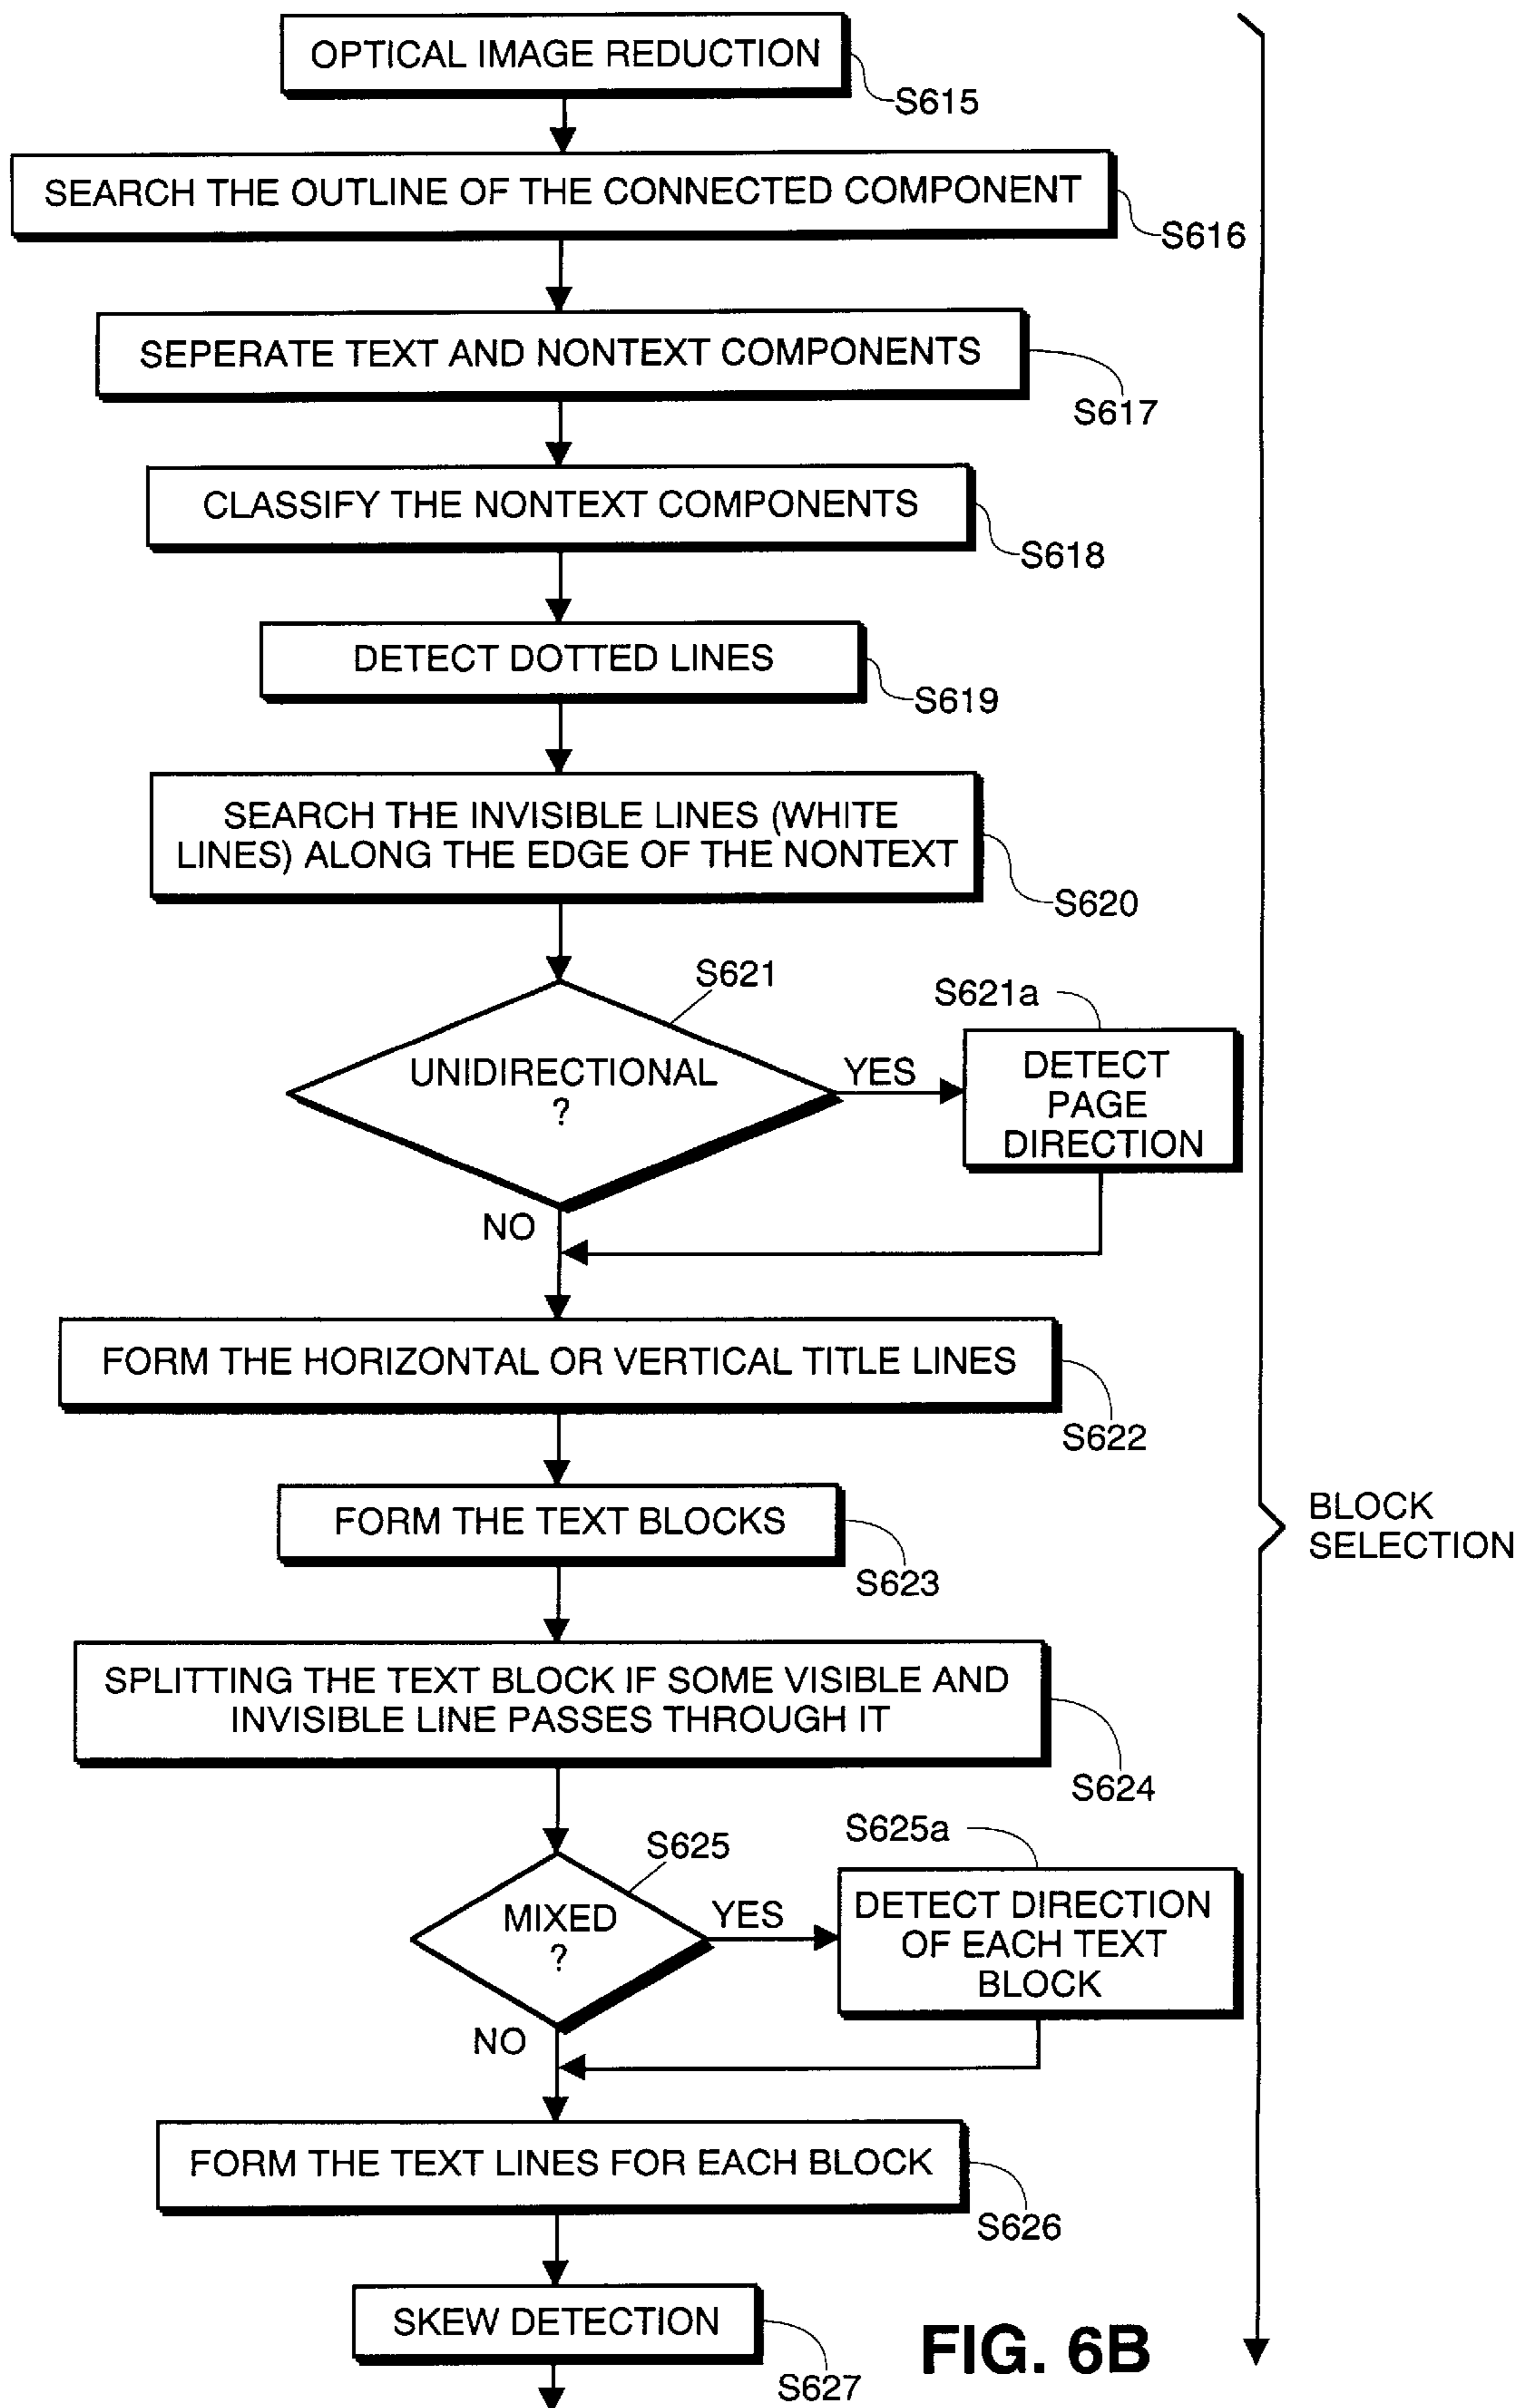 OPTICAL IMAGE REDUCTION
S615
SEARCH THE OUTLINE OF THE CONNECTED COMPONENT
S616
SEPERATE TEXT AND NONTEXT COMPONENTS
S617
CLASSIFY THE NONTEXT COMPONENTS
S618
DETECT DOTTED LINES
S619
SEARCH THE INVISIBLE LINES (WHITE
LINES) ALONG THE EDGE OF THE NONTEXT
S620
S621
UNIDIRECTIONAL
?
YES
S621a
DETECT
PAGE
DIRECTION
NO
FORM THE HORIZONTAL OR VERTICAL TITLE LINES
S622
FORM THE TEXT BLOCKS
S623
BLOCK
SELECTION
SPLITTING THE TEXT BLOCK IF SOME VISIBLE AND
INVISIBLE LINE PASSES THROUGH IT
S624
S625
MIXED
?
YES
S625a
DETECT DIRECTION
OF EACH TEXT
BLOCK
NO
FORM THE TEXT LINES FOR EACH BLOCK
S626
SKEW DETECTION
S627
FIG. 6B